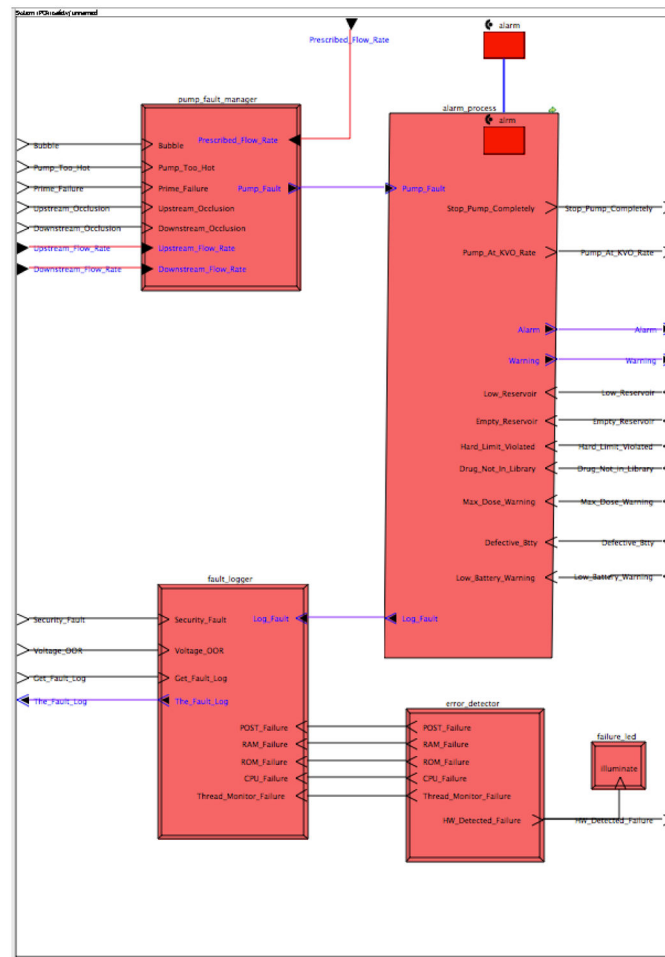 alarm
Prescribed_Flow_Rate
pump_fault_manager
alarm_process
alrm
Bubble
Bubble
Prescribed_Flow_Rate
Pump_Too_Hot
Pump_Too_Hot
Prime_Failure
Prime_Failure
Pump_Fault
Pump_Fault
Upstream_Occlusion
Upstream_Occlusion
Stop_Pump_Completely
Stop_Pump_Completely
Downstream_Occlusion
Downstream_Occlusion
Upstream_Flow_Rate
Upstream_Flow_Rate
Pump_At_KVO_Rate
Pump_At_KVO_Rate
Downstream_Flow_Rate
Downstream_Flow_Rate
Alarm
Alarm
Warning
Warning
Low_Reservoir
Low_Reservoir
Empty_Reservoir
Empty_Reservoir
Hard_Limit_Violated
Hard_Limit_Violated
Drug_Not_In_Library
Drug_Not_in_Library
Max_Dose_Warning
Max_Dose_Warning
Defective_Btty
Defective_Btty
Low_Battery_Warning
Low_Battery_Warning
fault_logger
Security_Fault
Security_Fault
Log_Fault
Log_Fault
Voltage_OOR
Voltage_OOR
Get_Fault_Log
Get_Fault_Log
The_Fault_Log
The_Fault_Log
error_detector
POST_Failure
POST_Failure
failure_led
RAM_Failure
RAM_Failure
ROM_Failure
ROM_Failure
illuminate
CPU_Failure
CPU_Failure
Thread_Monitor_Failure
Thread_Monitor_Failure
HW_Detected_Failure
HW_Detected_Failure